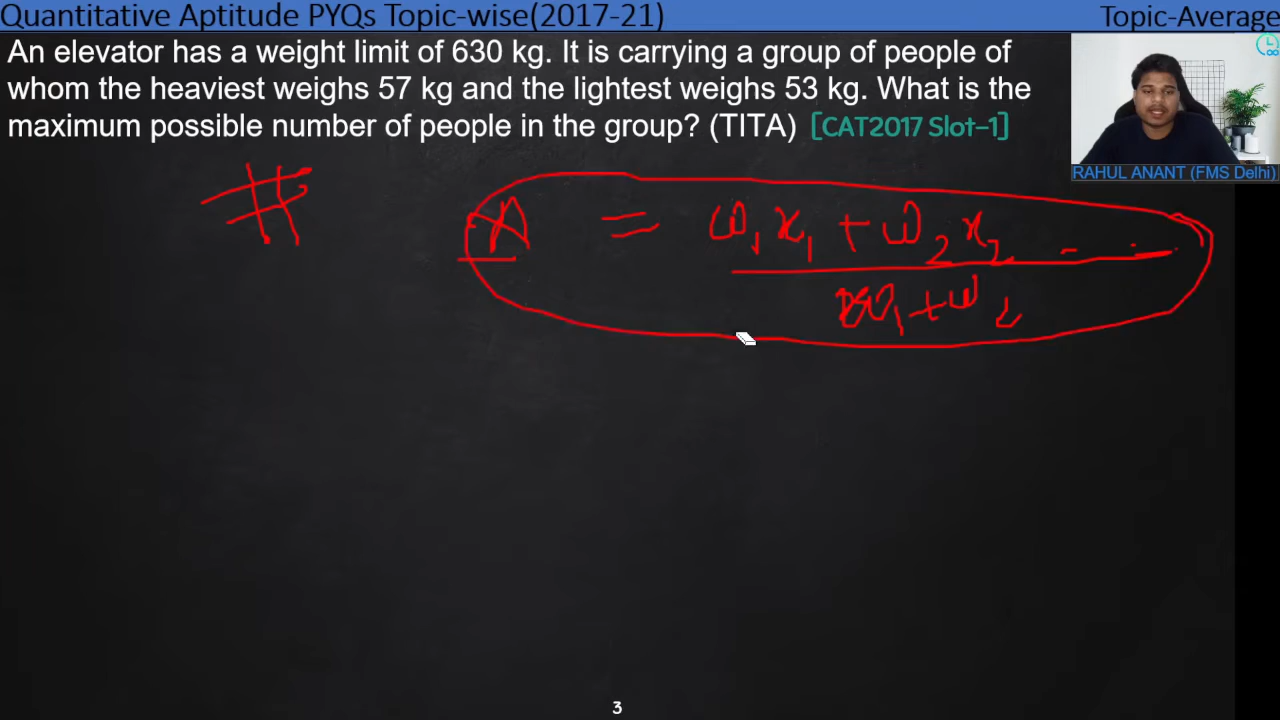 Quantitative Aptitude PYQs Topic-wise(2017-21)
Topic-Average
An elevator has a weight limit of 630 kg. It is carrying a group of people of
whom the heaviest weighs 57 kg and the lightest weighs 53 kg. What is the
maximum possible number of people in the group? (TITA) [CAT2017 Slot-1]
RAHUL ANANT (FMS Delhi)
= w₁x₁ + w₂x₂ - -
w₁ + w₂
3